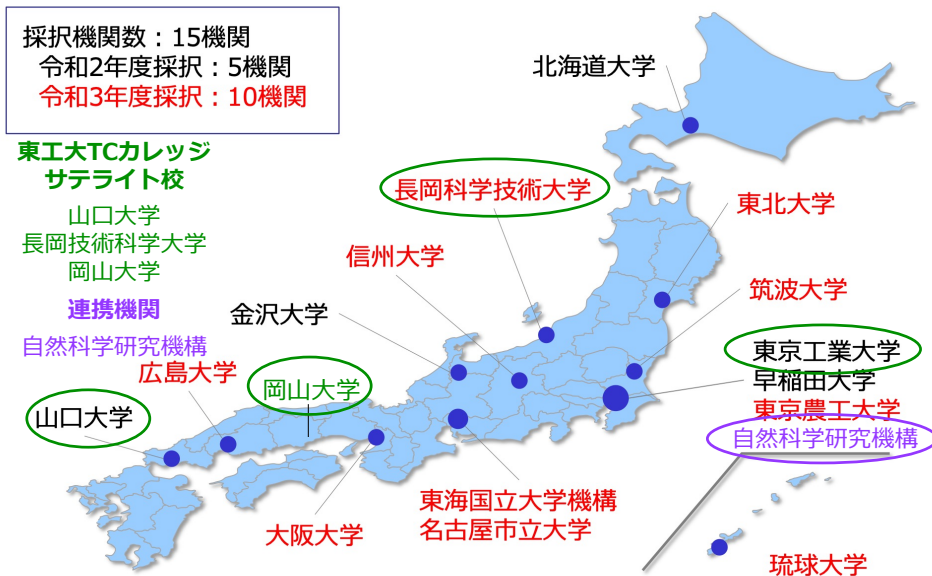 採択機関数：15機関
令和2年度採択：5機関
令和3年度採択：10機関
東工大TCカレッジ
サテライト校
山口大学
長岡技術科学大学
岡山大学
連携機関
自然科学研究機構
北海道大学
長岡科学技術大学
東北大学
信州大学
筑波大学
金沢大学
東京工業大学
早稲田大学
東京農工大学
自然科学研究機構
広島大学
岡山大学
山口大学
大阪大学
東海国立大学機構
名古屋市立大学
琉球大学